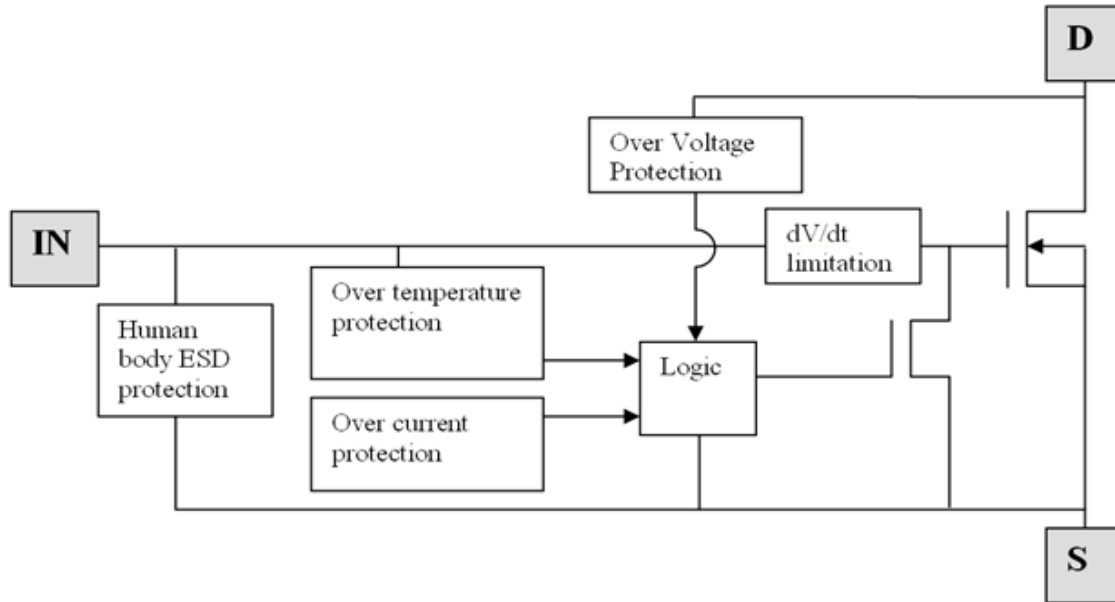 D
Over Voltage
Protection
IN
dV/dt
limitation
Over temperature
protection
Human
body ESD
protection
Logic
Over current
protection
S